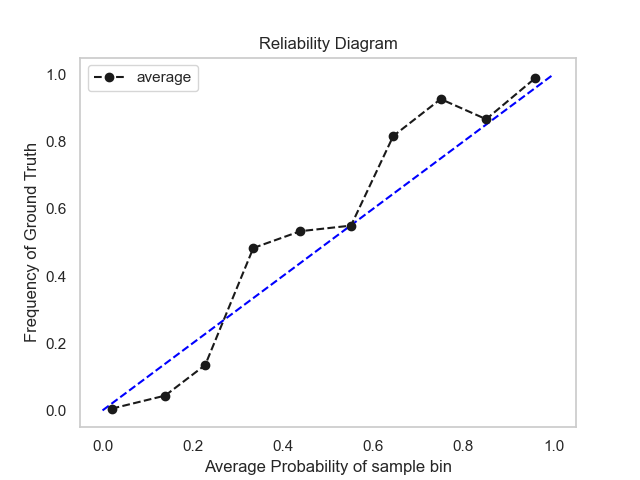 Reliability Diagram
average
Frequency of Ground Truth
1.0
0.8
0.6
0.4
0.2
0.0
0.0 0.2 0.4 0.6 0.8 1.0
Average Probability of sample bin